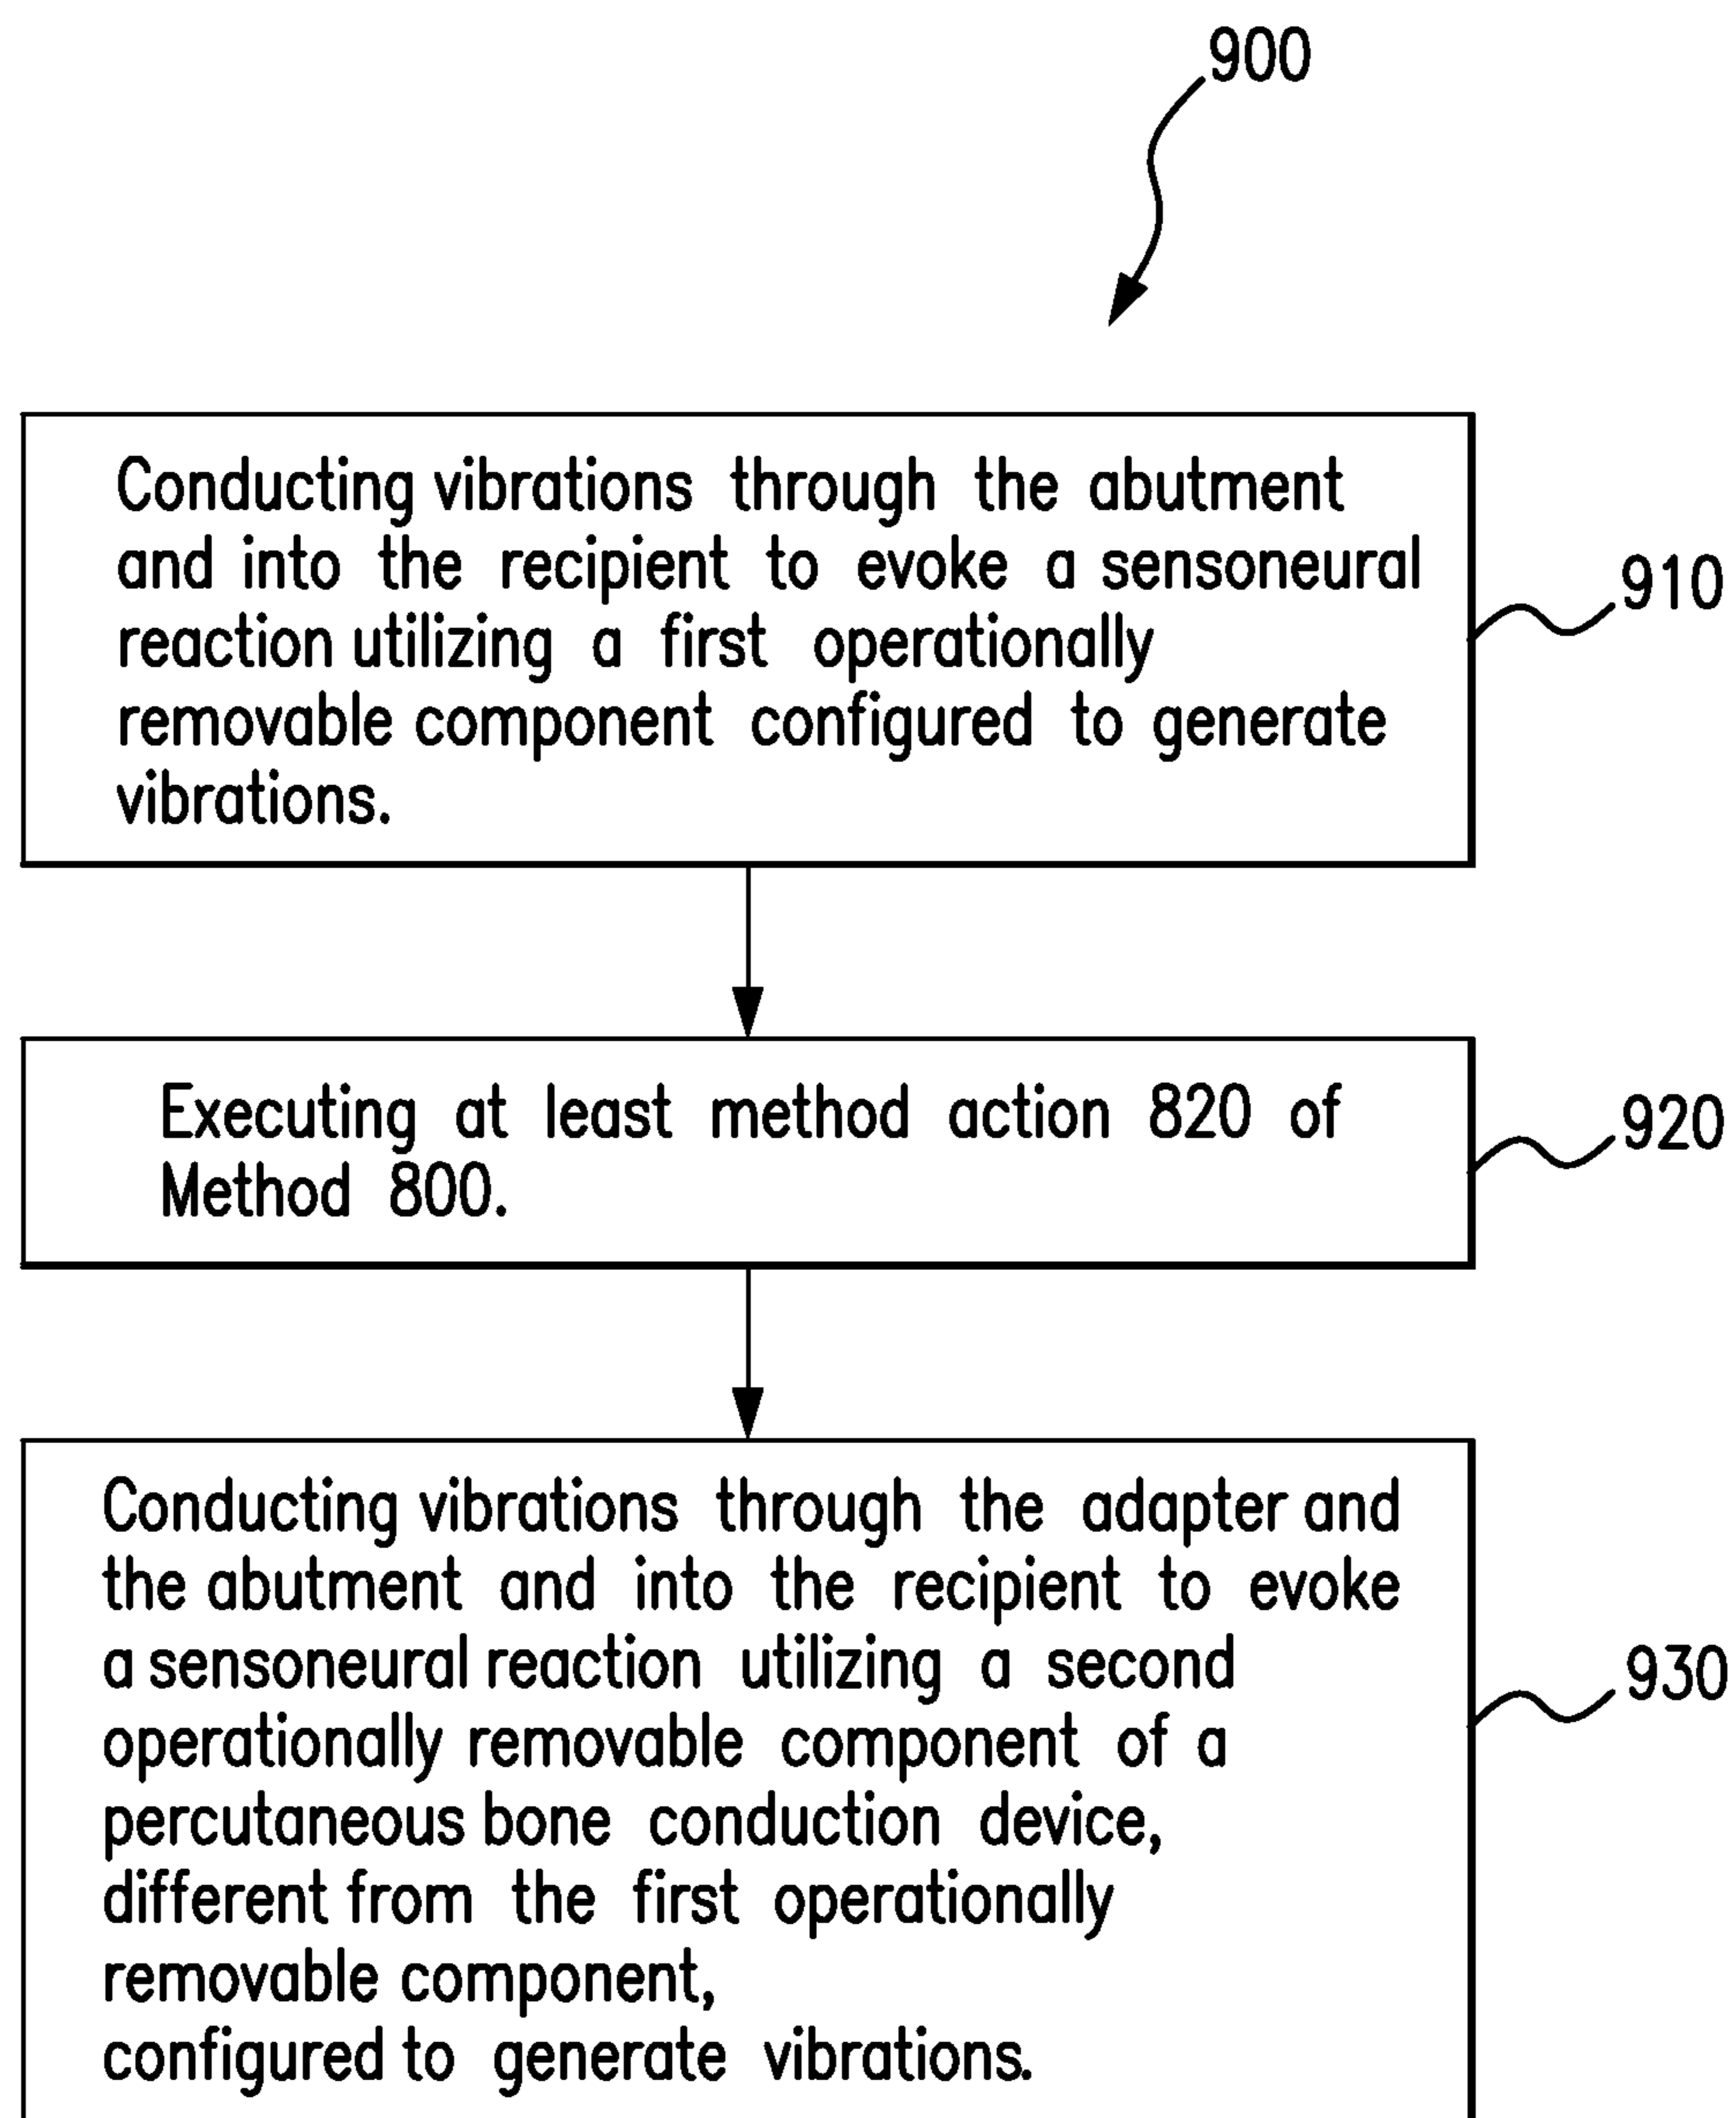 900
Conducting vibrations through the abutment
and into the recipient to evoke a sensoneural
reaction utilizing a first operationally
removable component configured to generate
vibrations.
910
Executing at least method action 820 of
Method 800.
920
Conducting vibrations through the adapter and
the abutment and into the recipient to evoke
a sensoneural reaction utilizing a second
operationally removable component of a
percutaneous bone conduction device,
different from the first operationally
removable component,
configured to generate vibrations.
930